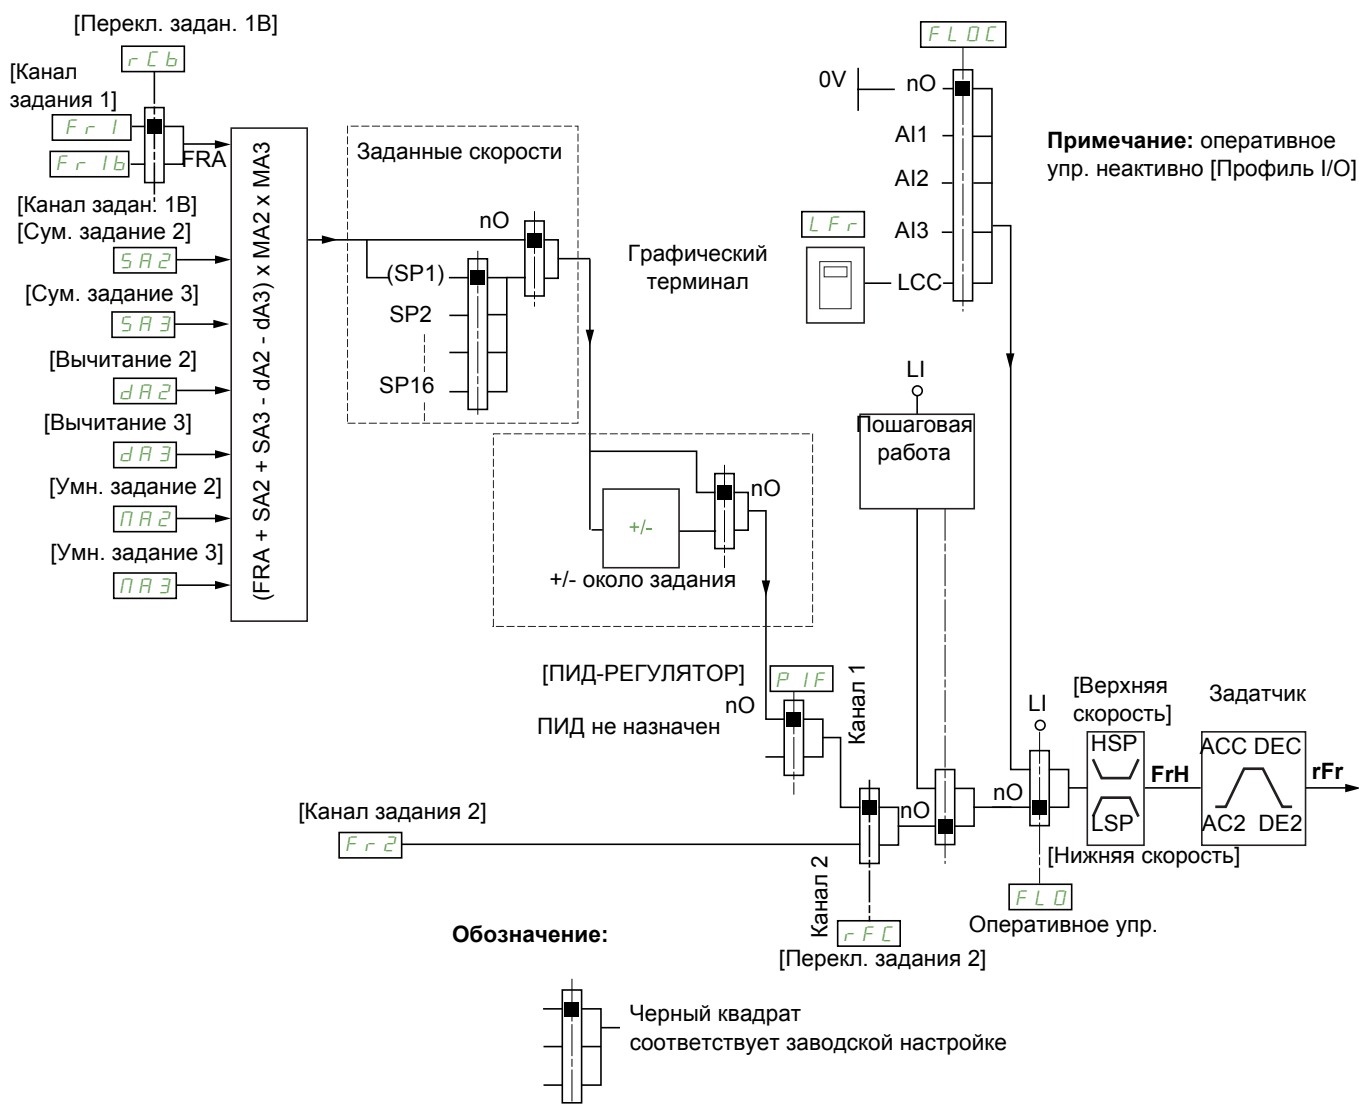 [Перекл. задан. 1B]
rCb
[Канал
задания 1]
Fr1
Fr1b
FRA
[Канал задан. 1B]
[Сум. задание 2]
SA2
[Сум. задание 3]
SA3
[Вычитание 2]
dA2
[Вычитание 3]
dA3
[Умн. задание 2]
MA2
[Умн. задание 3]
MA3
(FRA + SA2 + SA3 - dA2 - dA3) x MA2 x MA3
Заданные скорости
nO
(SP1)
SP2
SP16
+/-
nO
+/- около задания
FLOC
0V
nO
AI1
AI2
AI3
LCC
LFr
Графический
терминал
Примечание: оперативное
упр. неактивно [Профиль I/O]
LI
Пошаговая
работа
[ПИД-РЕГУЛЯТОР]
PIF
nO
ПИД не назначен
Канал 1
[Канал задания 2]
Fr2
Канал 2
rFC
[Перекл. задания 2]
nO
nO
LI
FLO
Оперативное упр.
[Верхняя
скорость]
HSP
LSP
[Нижняя скорость]
FrH
Задатчик
ACC DEC
AC2 DE2
rFr
Обозначение:
Черный квадрат
соответствует заводской настройке